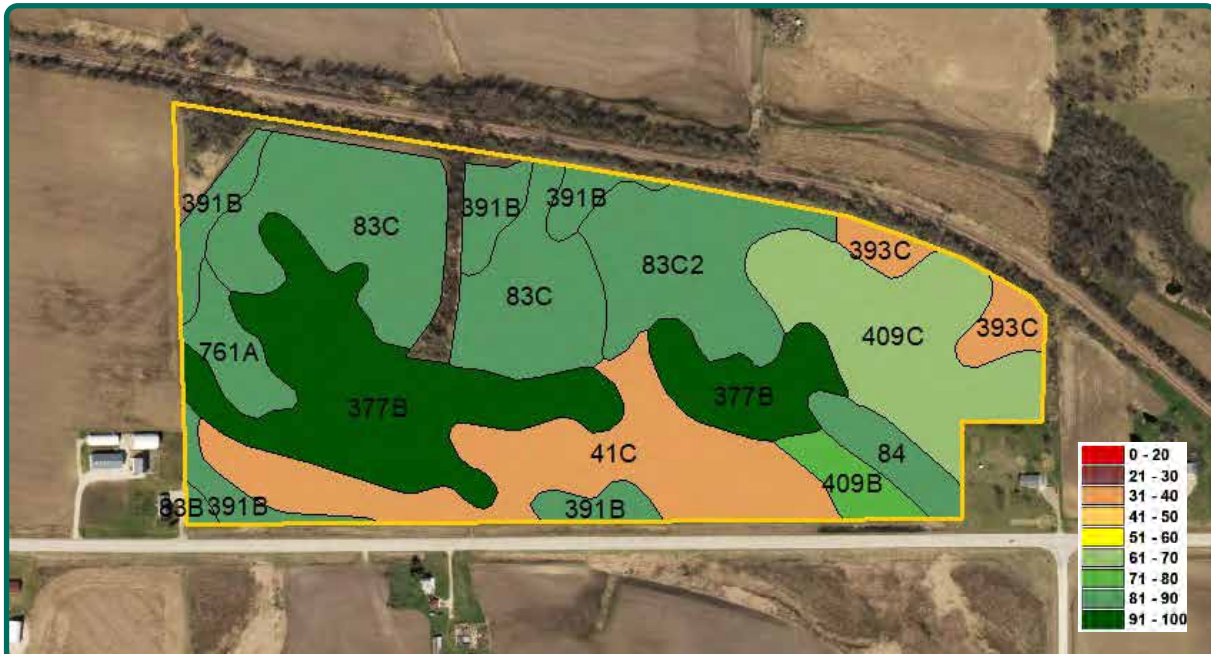 391B
83C
391B
391B
83C2
393C
83C
409C
393C
761A
377B
377B
41C
84
409B
83B
391B
391B
0 - 20
21 - 30
31 - 40
41 - 50
51 - 60
61 - 70
71 - 80
81 - 90
91 - 100